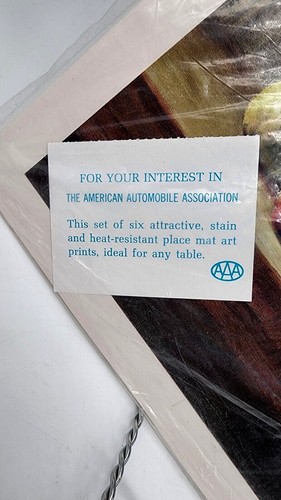 FOR YOUR INTEREST IN
THE AMERICAN AUTOMOBILE ASSOCIATION
This set of six attractive, stain
and heat-resistant place mat art
prints, ideal for any table.
AAA